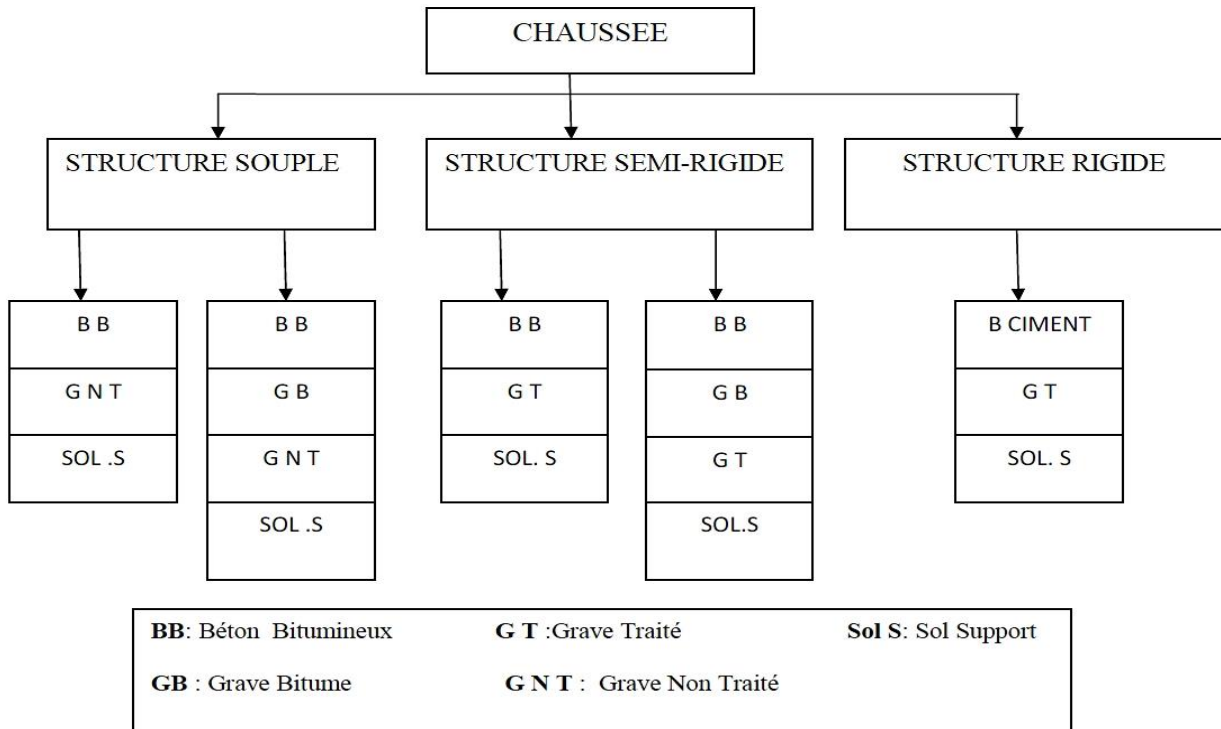 CHAUSSEE
STRUCTURE SOUPLE
STRUCTURE SEMI-RIGIDE
STRUCTURE RIGIDE
B B
G N T
SOL .S
B B
G B
G N T
SOL .S
B B
G T
SOL. S
B B
G B
G T
SOL.S
B CIMENT
G T
SOL. S
BB: Béton Bitumineux G T :Grave Traité Sol S: Sol Support
GB : Grave Bitume G N T : Grave Non Traité